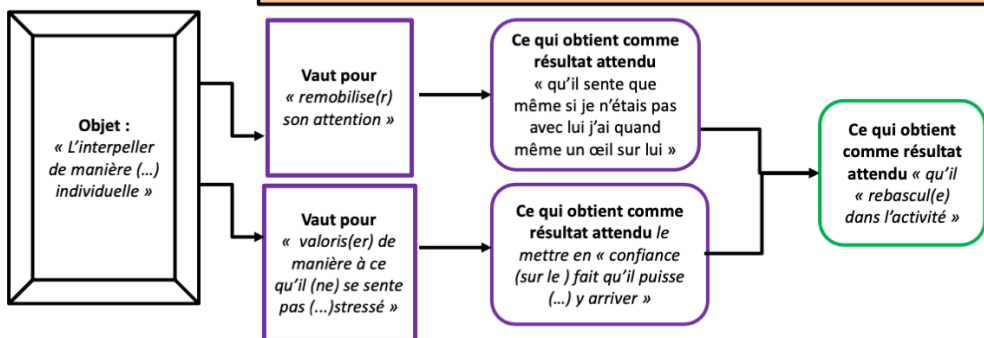 Objet :
« L'interpeller
de manière (…)
individuelle »
Vaut pour
« remobilise(r)
son attention »
Ce qui obtient comme
résultat attendu
« qu'il sente que
même si je n'étais pas
avec lui j'ai quand
même un œil sur lui »
Vaut pour
«  valoris(er) de
manière à ce
qu'il (ne) se sente
pas (...)stressé »
Ce qui obtient comme
résultat attendu le
mettre en « confiance
(sur le ) fait qu'il puisse
(…) y arriver »
Ce qui obtient
comme résultat
attendu « qu'il
« rebascul(e)
dans l'activité »